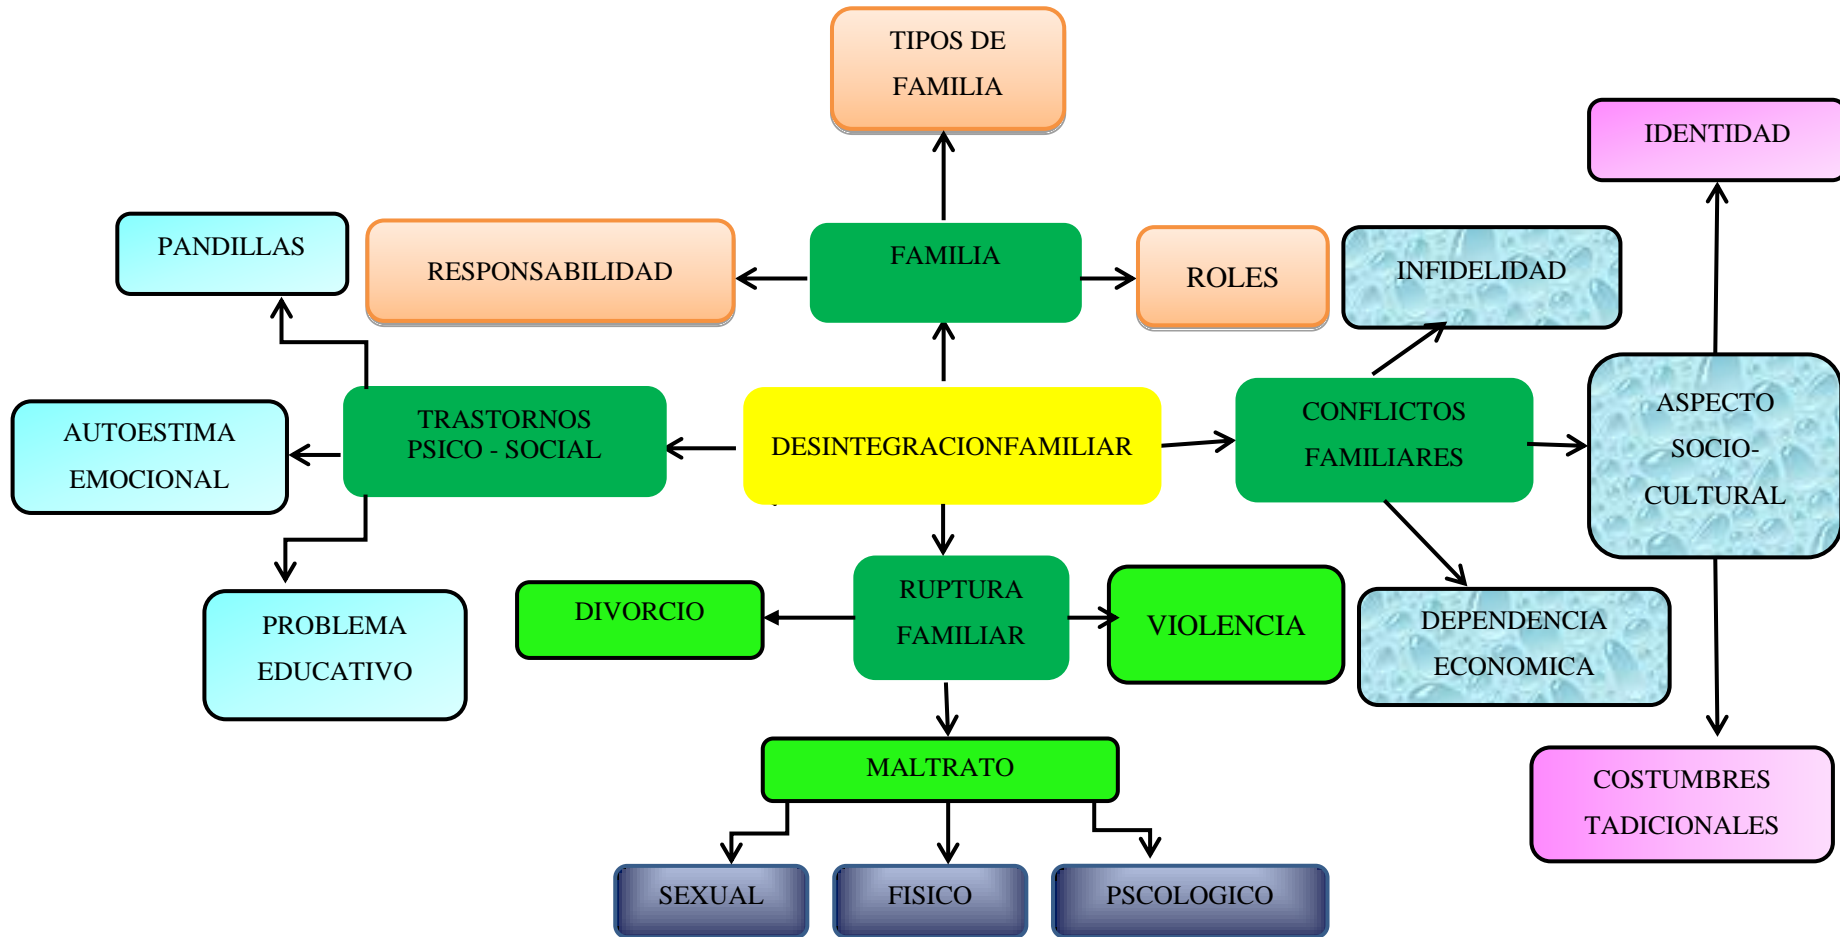 TIPOS DE
FAMILIA
IDENTIDAD
PANDILLAS
RESPONSABILIDAD
FAMILIA
ROLES
INFIDELIDAD
AUTOESTIMA
EMOCIONAL
TRASTORNOS
PSICO - SOCIAL
DESINTEGRACIONFAMILIAR
CONFLICTOS
FAMILIARES
ASPECTO
SOCIO-
CULTURAL
PROBLEMA
EDUCATIVO
DIVORCIO
RUPTURA
FAMILIAR
VIOLENCIA
DEPENDENCIA
ECONOMICA
MALTRATO
COSTUMBRES
TADICIONALES
SEXUAL
FISICO
PSCOLOGICO